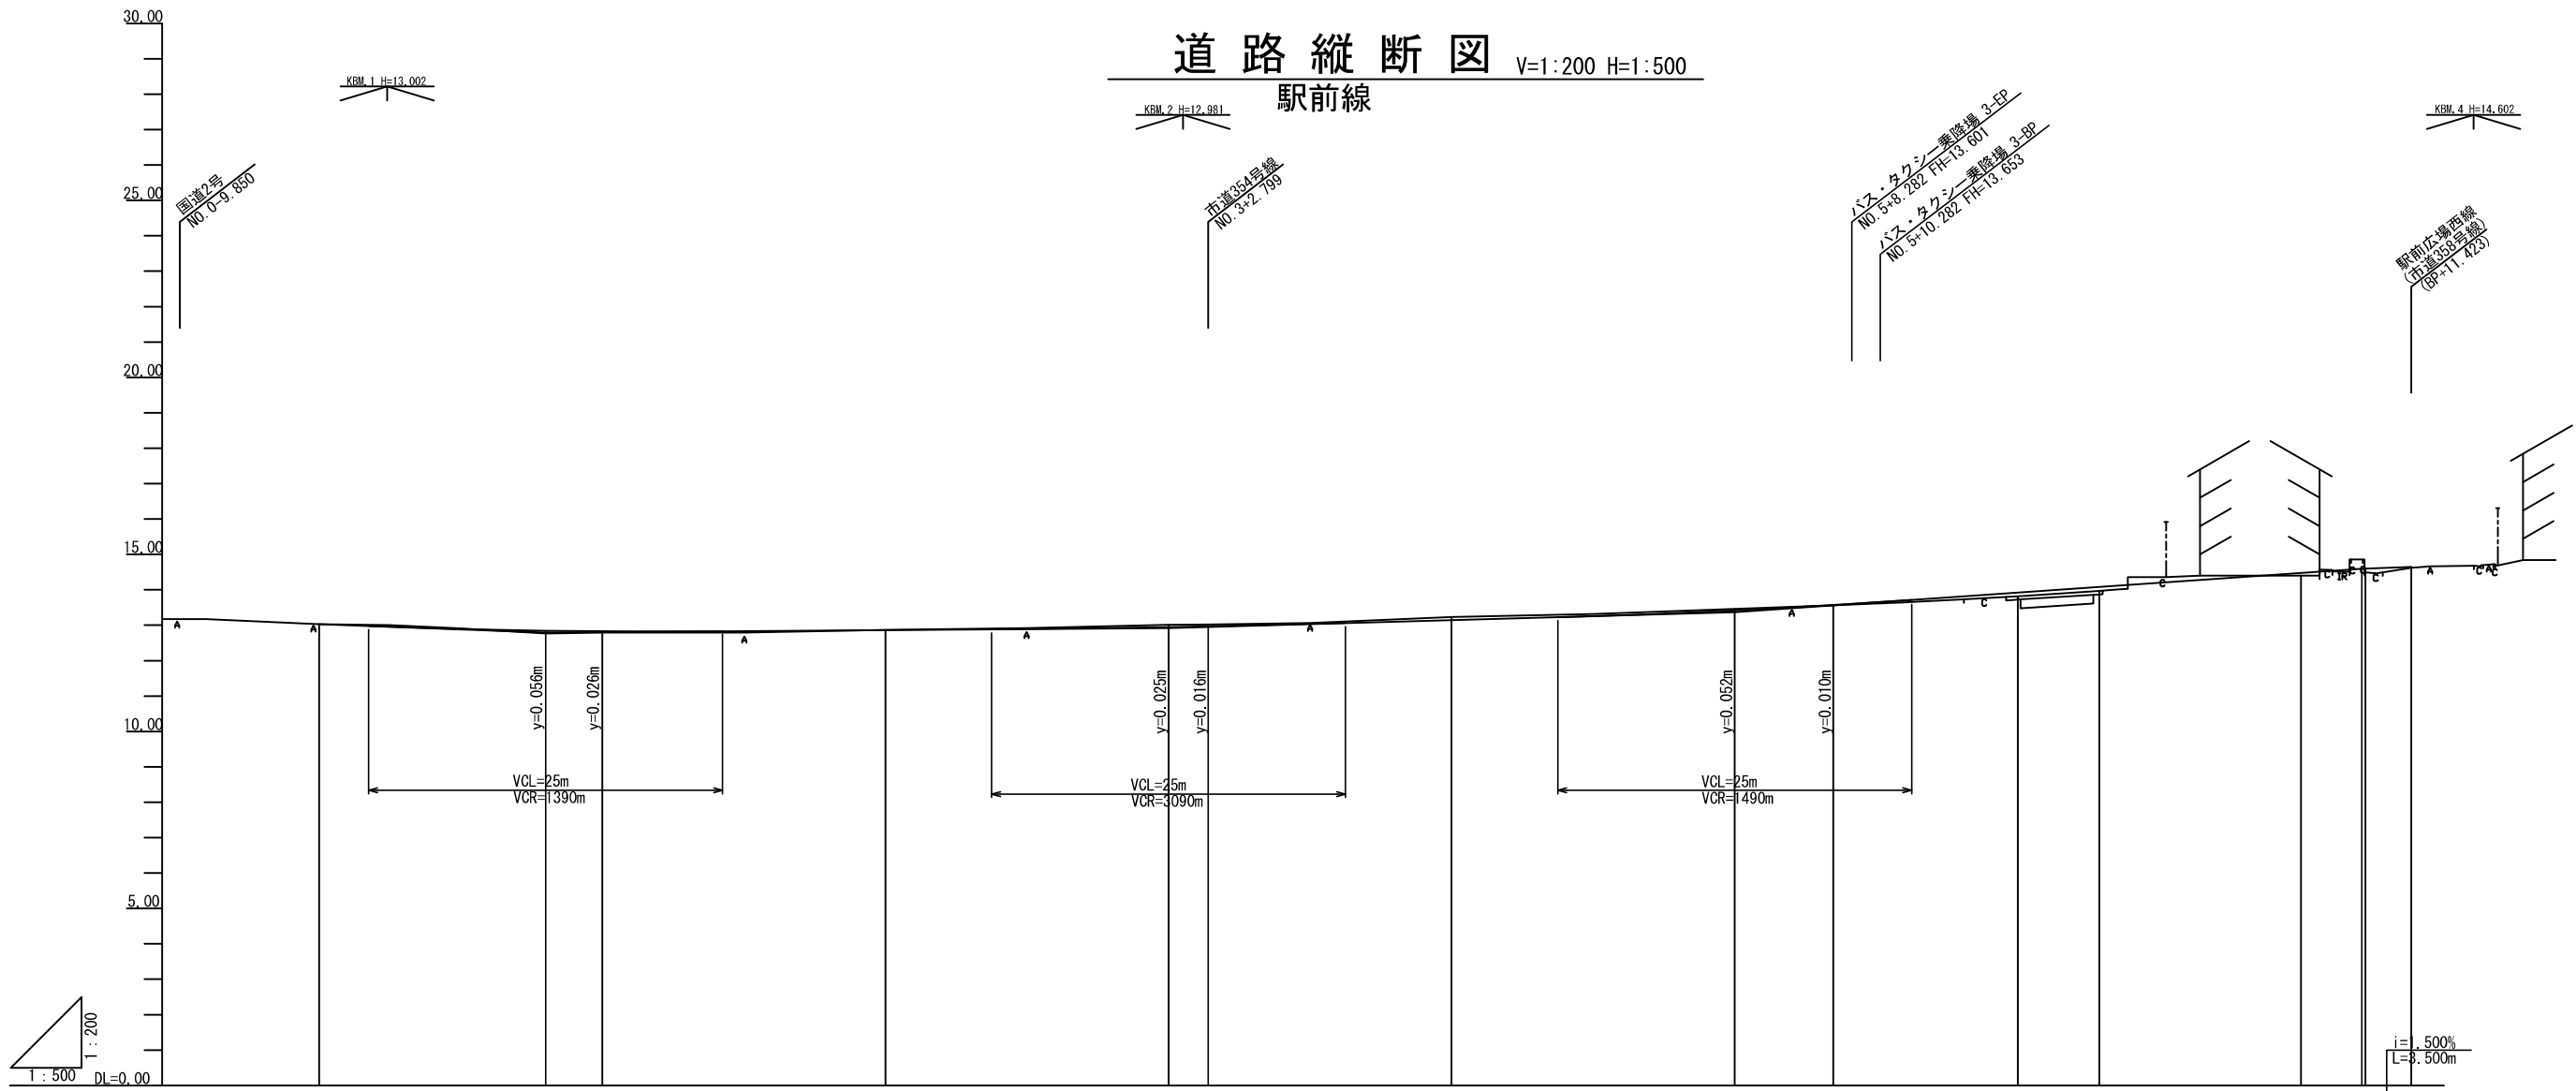 道路縦断図 V=1:200 H=1:500
駅前線
30.00
25.00
20.00
15.00
10.00
5.00
DL=0.00
1:200
1:500
KBM.1 H=13.002
KBM.2 H=12.981
KBM.4 H=14.602
国道2号
NO.0-9.850
市道354号線
NO.3+2.799
バス・タクシー乗降場 3-EP
NO.5+8.282 FH=13.601
バス・タクシー乗降場 3-BP
NO.5+10.282 FH=13.653
駅前広場西線
(市道358号線)
(BP+11.423)
A
A
A
A
A
A
C
C
C
IR
C
C
C
A
C
A
C
y=0.056m
y=0.026m
y=0.025m
y=0.016m
y=0.052m
y=0.010m
VCL=25m
VCR=1390m
VCL=25m
VCR=3090m
VCL=25m
VCR=1490m
i=1.500%
L=3.500m